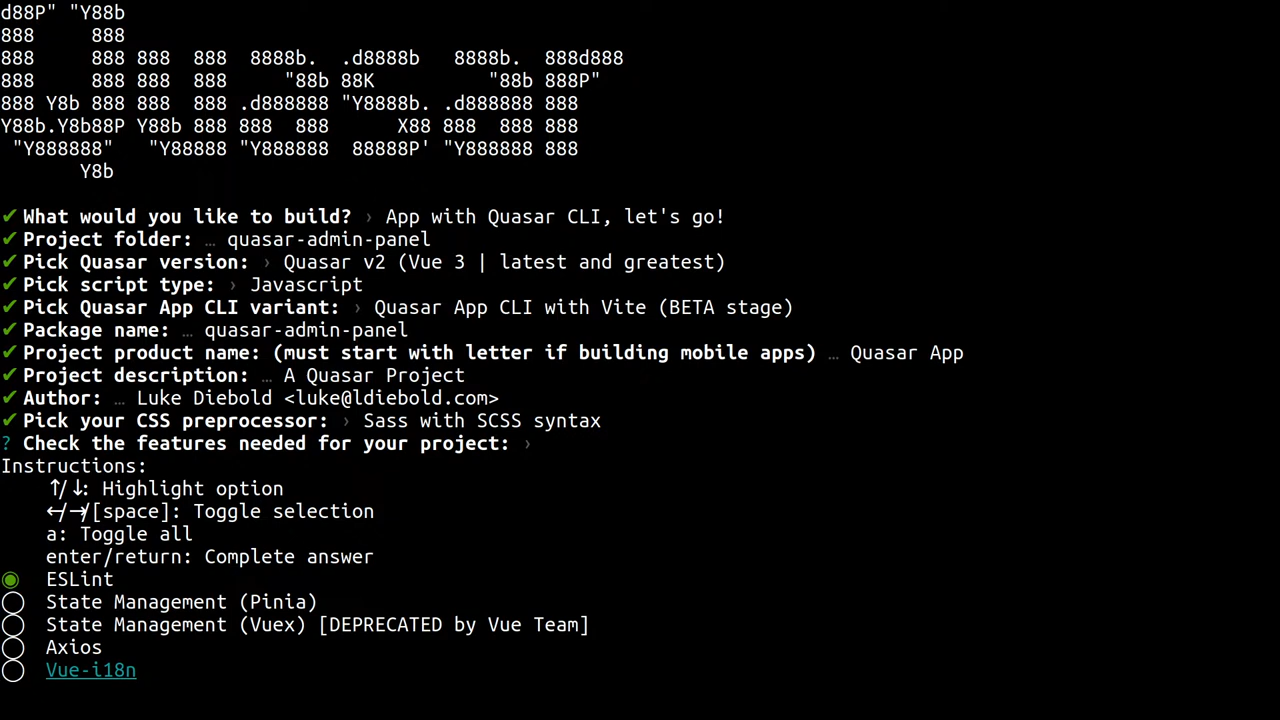 d88P" "Y88b
888     888
888     888 888  888  8888b.  .d8888b   8888b.  888d888
888     888 888  888     "88b 88K          "88b 888P"
888 Y8b 888 888  888 .d888888 "Y8888b. .d888888 888
Y88b.Y8b88P Y88b 888 888  888      X88 888  888 888
 "Y888888"   "Y88888 "Y888888  88888P' "Y888888 888
       Y8b
✔ What would you like to build? › App with Quasar CLI, let's go!
✔ Project folder: … quasar-admin-panel
✔ Pick Quasar version: › Quasar v2 (Vue 3 | latest and greatest)
✔ Pick script type: › Javascript
✔ Pick Quasar App CLI variant: › Quasar App CLI with Vite (BETA stage)
✔ Package name: … quasar-admin-panel
✔ Project product name: (must start with letter if building mobile apps) … Quasar App
✔ Project description: … A Quasar Project
✔ Author: … Luke Diebold <luke@ldiebold.com>
✔ Pick your CSS preprocessor: › Sass with SCSS syntax
? Check the features needed for your project: ›
Instructions:
    ↑/↓: Highlight option
    ←/→/[space]: Toggle selection
    a: Toggle all
    enter/return: Complete answer
◉ ESLint
◯ State Management (Pinia)
◯ State Management (Vuex) [DEPRECATED by Vue Team]
◯ Axios
◯ Vue-i18n